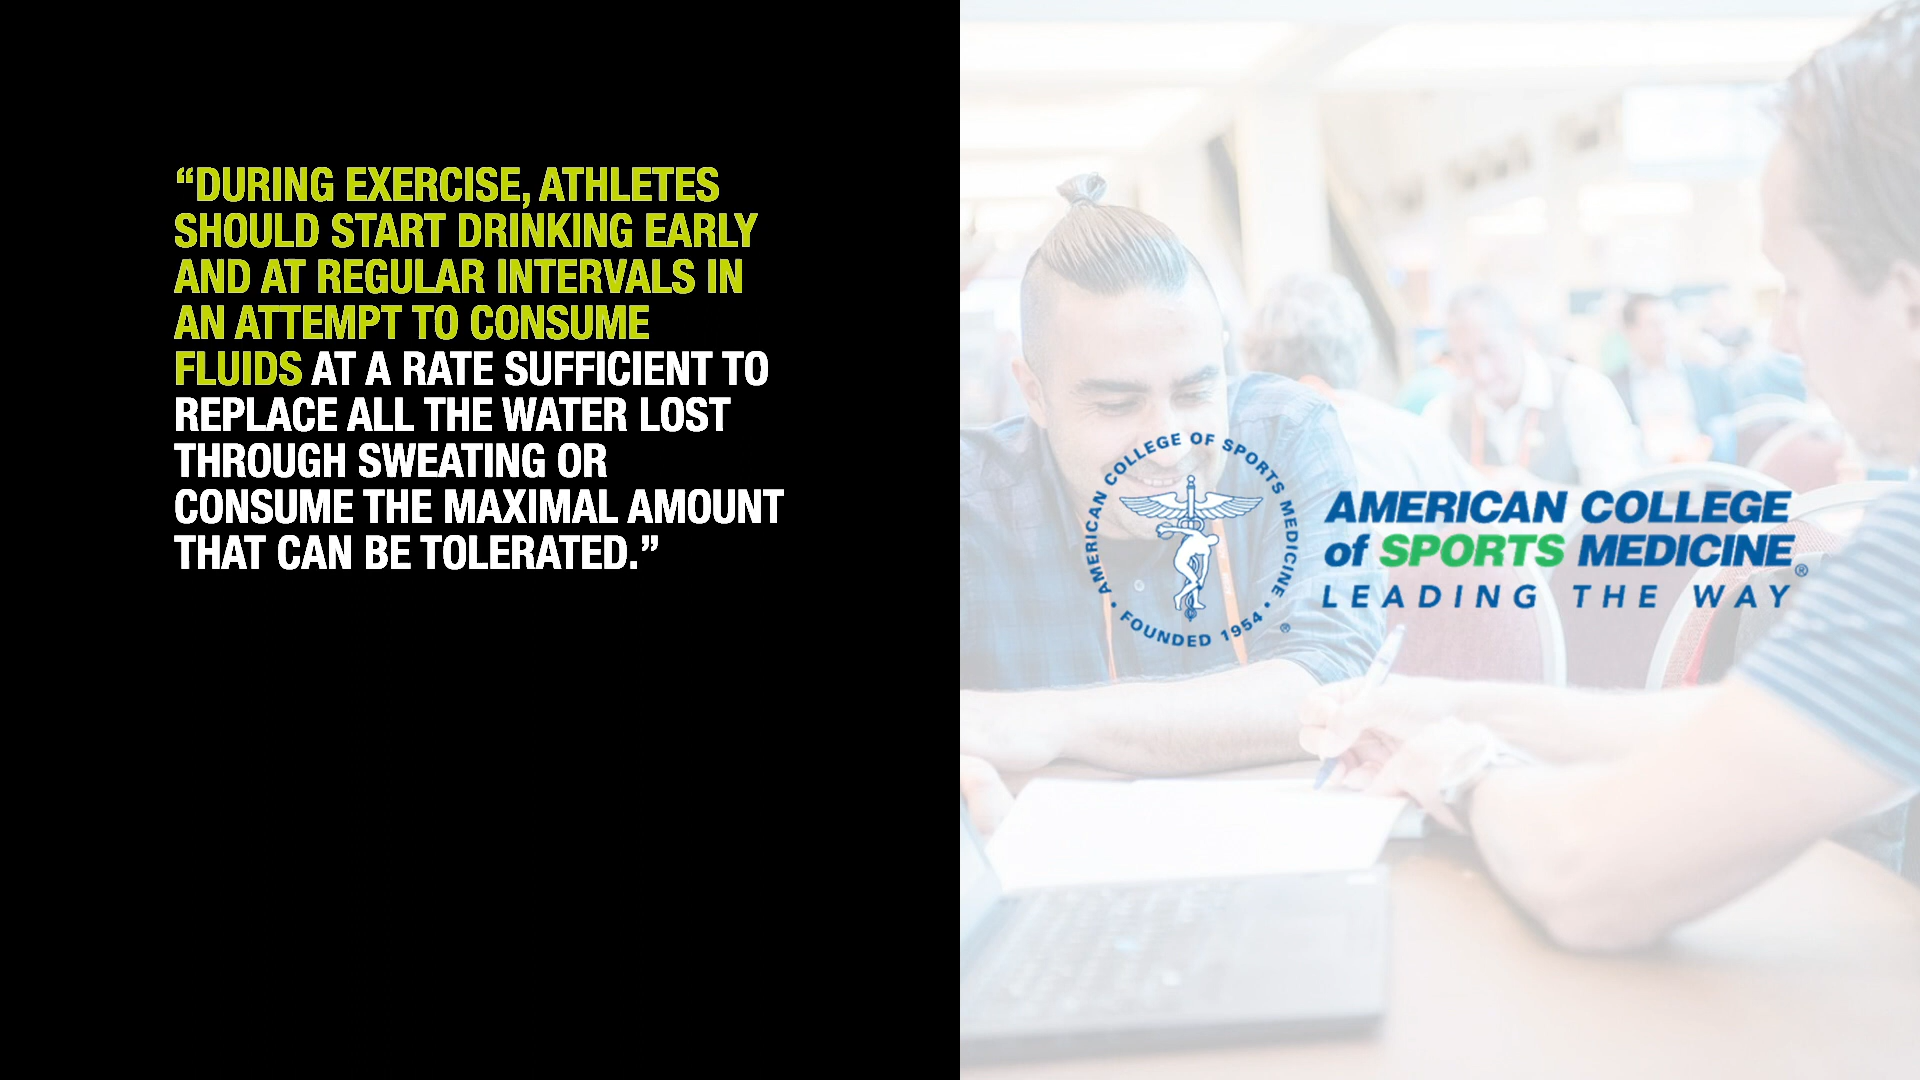 “DURING EXERCISE, ATHLETES
SHOULD START DRINKING EARLY
AND AT REGULAR INTERVALS IN
AN ATTEMPT TO CONSUME
FLUIDS AT A RATE SUFFICIENT TO
REPLACE ALL THE WATER LOST
THROUGH SWEATING OR
CONSUME THE MAXIMAL AMOUNT
THAT CAN BE TOLERATED.”
AMERICAN COLLEGE OF SPORTS MEDICINE
• FOUNDED 1954 • ®
AMERICAN COLLEGE
of SPORTS MEDICINE®
LEADING THE WAY